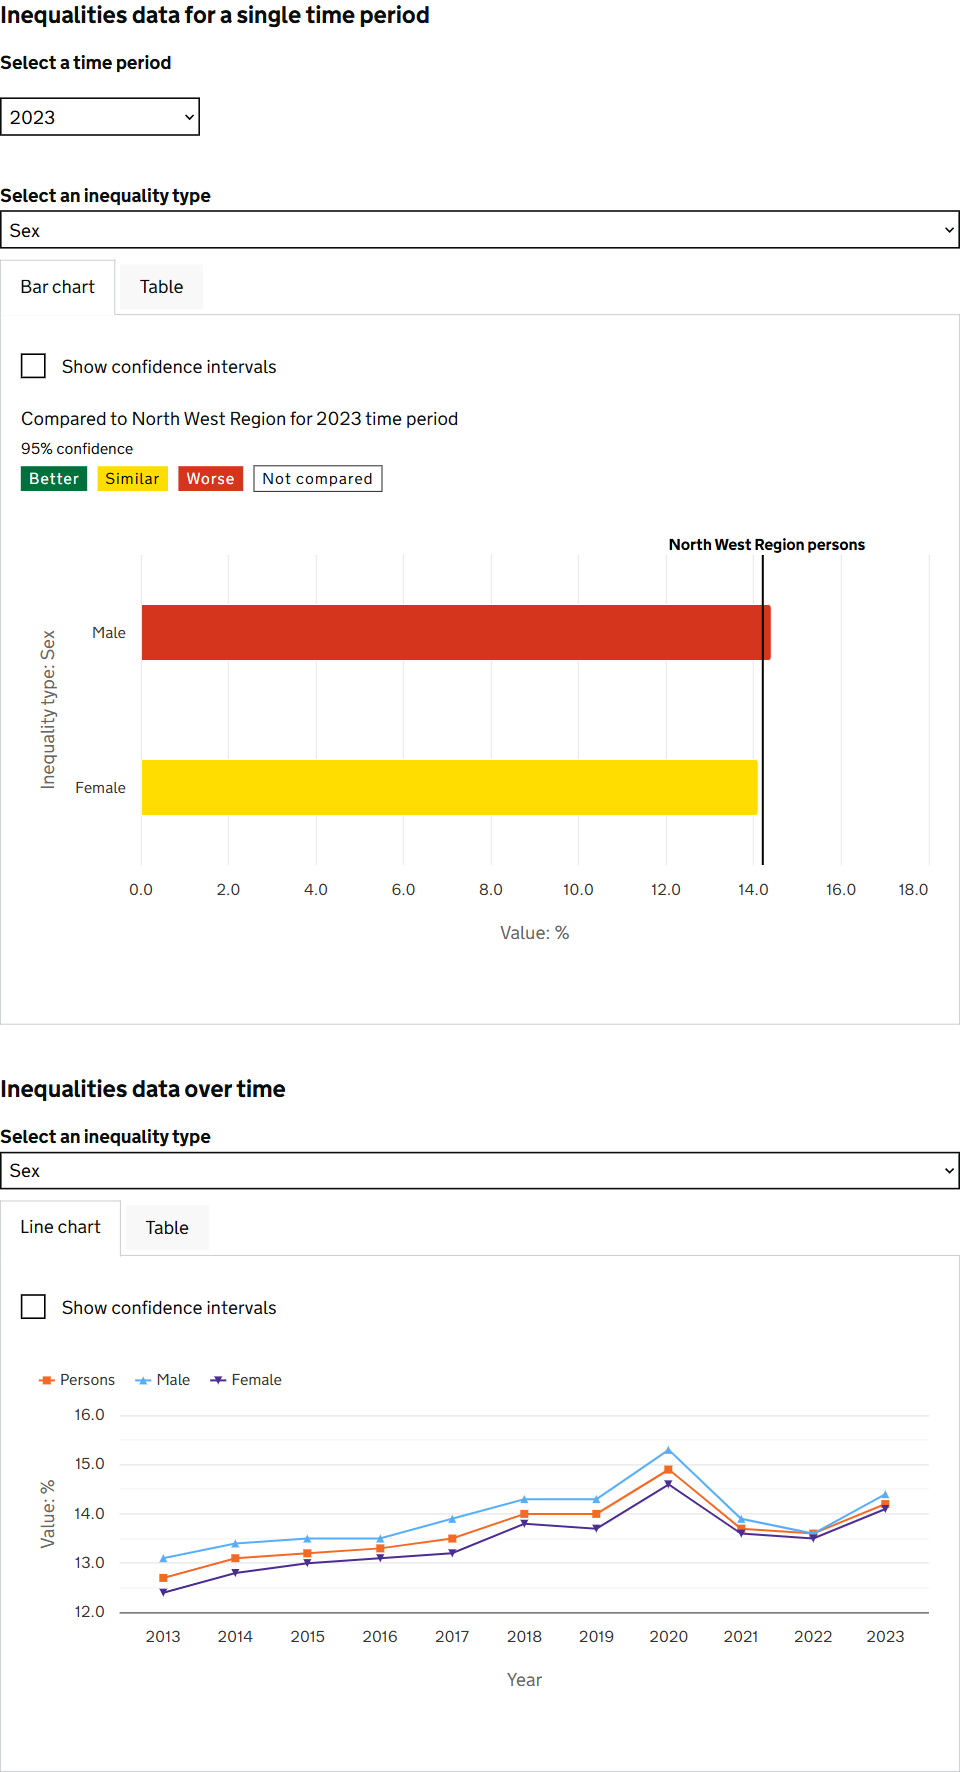 Inequalities data for a single time period
Select a time period
2023
Select an inequality type
Sex
Bar chart Table
Show confidence intervals
Compared to North West Region for 2023 time period
95% confidence
Better Similar Worse Not compared
North West Region persons
Inequality type: Sex
Male
Female
0.0 2.0 4.0 6.0 8.0 10.0 12.0 14.0 16.0 18.0
Value: %
Inequalities data over time
Select an inequality type
Sex
Line chart Table
Show confidence intervals
Persons Male Female
Value: %
16.0
15.0
14.0
13.0
12.0
2013 2014 2015 2016 2017 2018 2019 2020 2021 2022 2023
Year